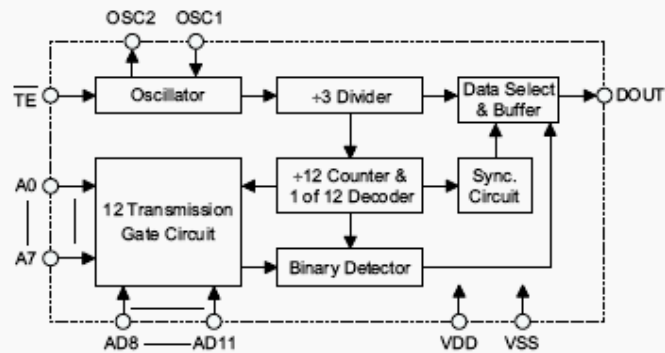 OSC2 OSC1
TE
Oscillator
÷3 Divider
Data Select
& Buffer
DOUT
A0
A7
12 Transmission
Gate Circuit
÷12 Counter &
1 of 12 Decoder
Sync.
Circuit
Binary Detector
AD8 AD11
VDD VSS